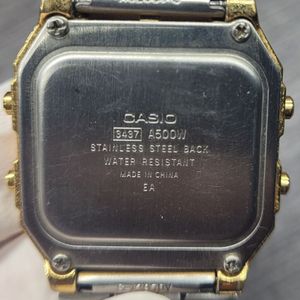 CASIO
3437 A500W
STAINLESS STEEL BACK
WATER RESISTANT
MADE IN CHINA
EA